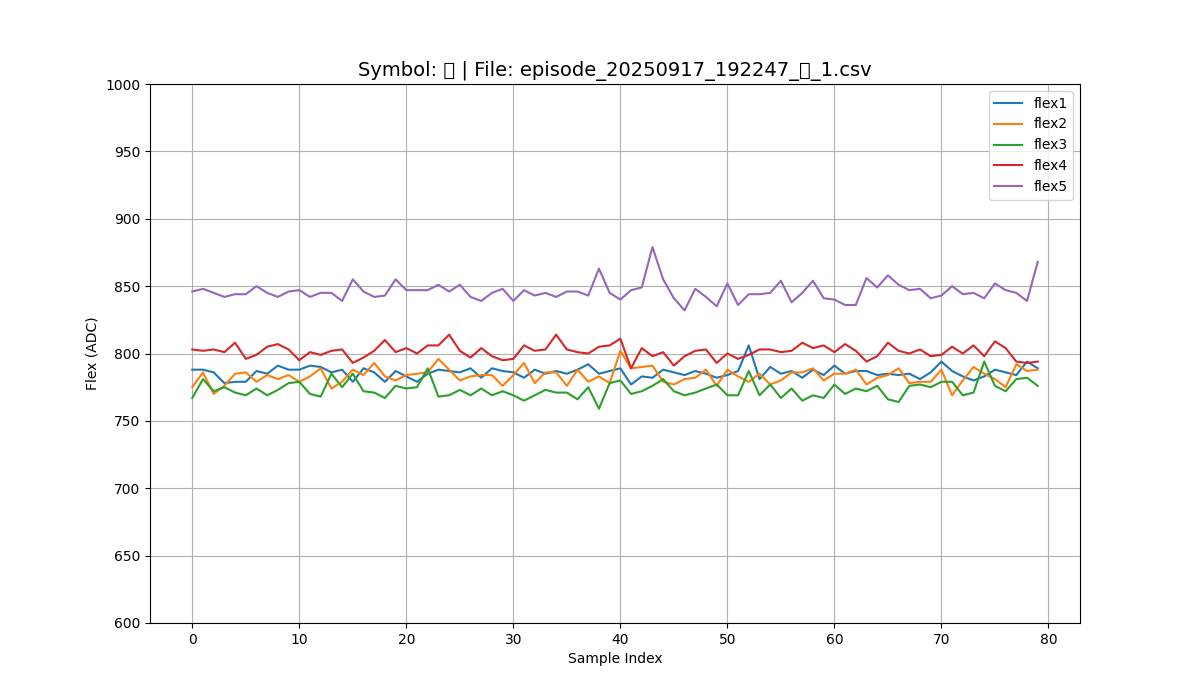 Symbol: | File: episode_20250917_192247_ _1.csv
1000
950
900
850
800
750
700
650
600
Flex (ADC)
0 10 20 30 40 50 60 70 80
Sample Index
flex1
flex2
flex3
flex4
flex5